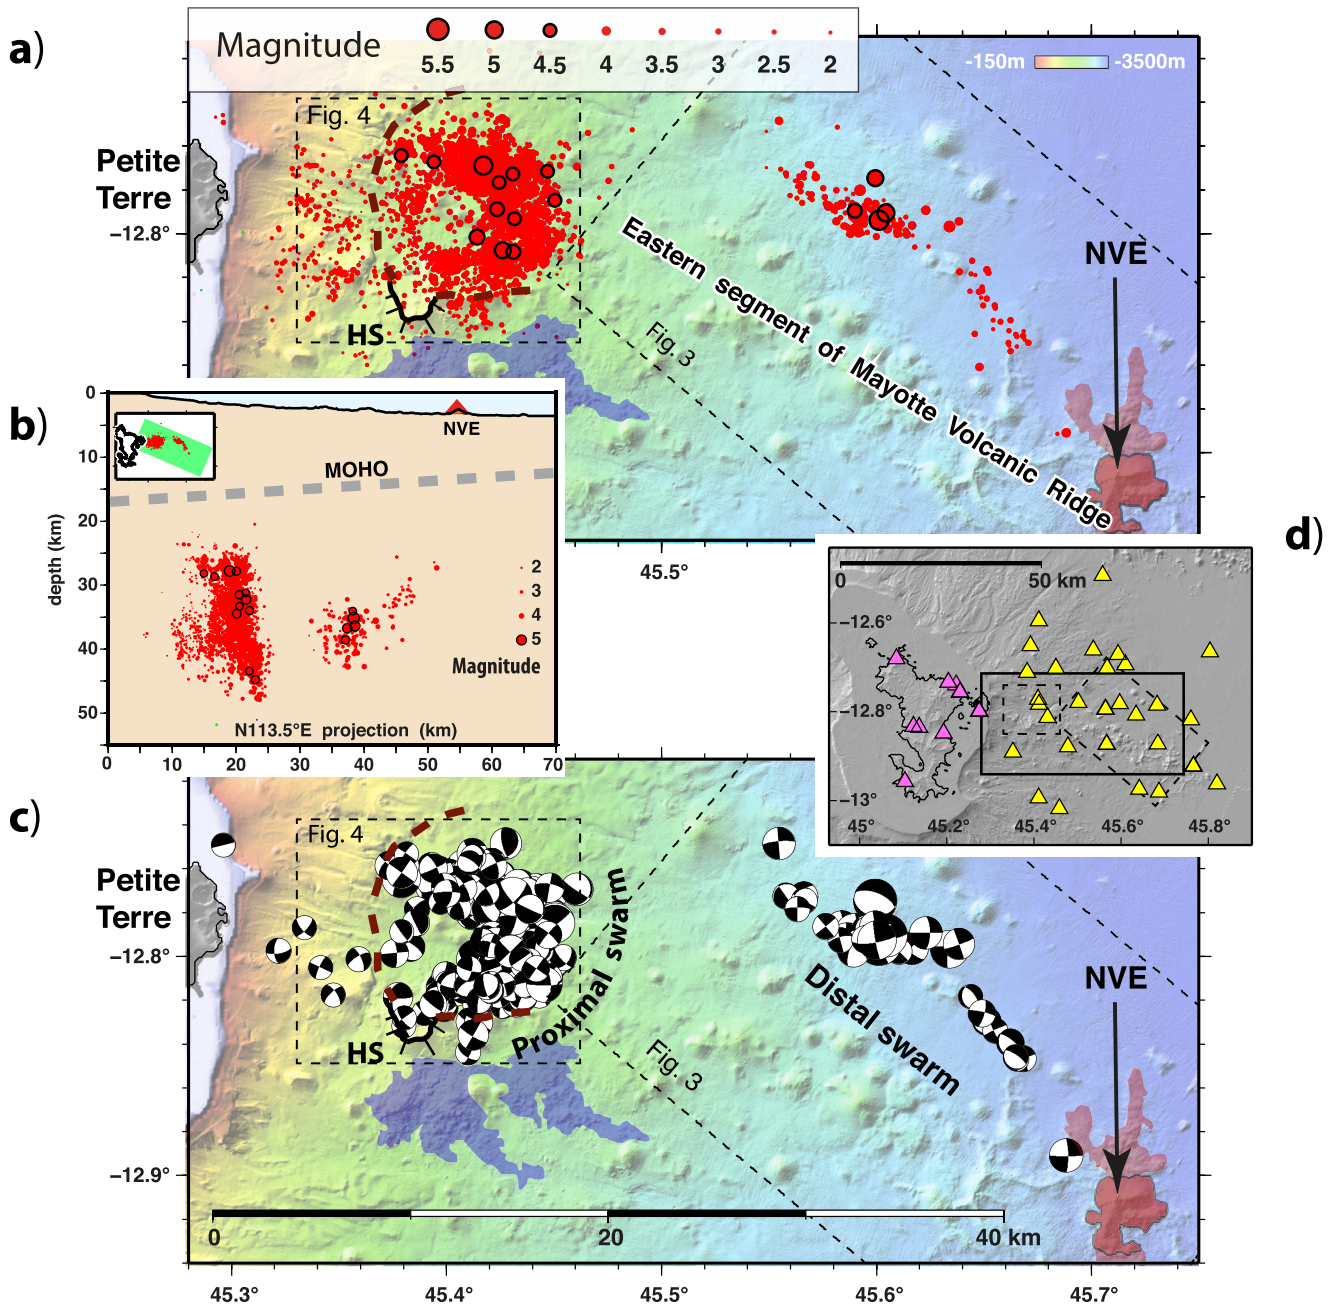 a)
Magnitude
5.5 5 4.5 4 3.5 3 2.5 2
-150m -3500m
Fig. 4
Petite
Terre
−12.8°
HS
Eastern segment of Mayotte Volcanic Ridge
Fig. 3
NVE
45.5°
b)
0
10
20
30
40
50
depth (km)
NVE
MOHO
2
3
4
5
Magnitude
N113.5°E projection (km)
0 10 20 30 40 50 60 70
d)
0 50 km
−12.6°
−12.8°
−13°
45° 45.2° 45.4° 45.6° 45.8°
c)
Fig. 4
Petite
Terre
−12.8°
HS
Proximal swarm
Fig. 3
Distal swarm
NVE
−12.9°
0 20 40 km
45.3° 45.4° 45.5° 45.6° 45.7°